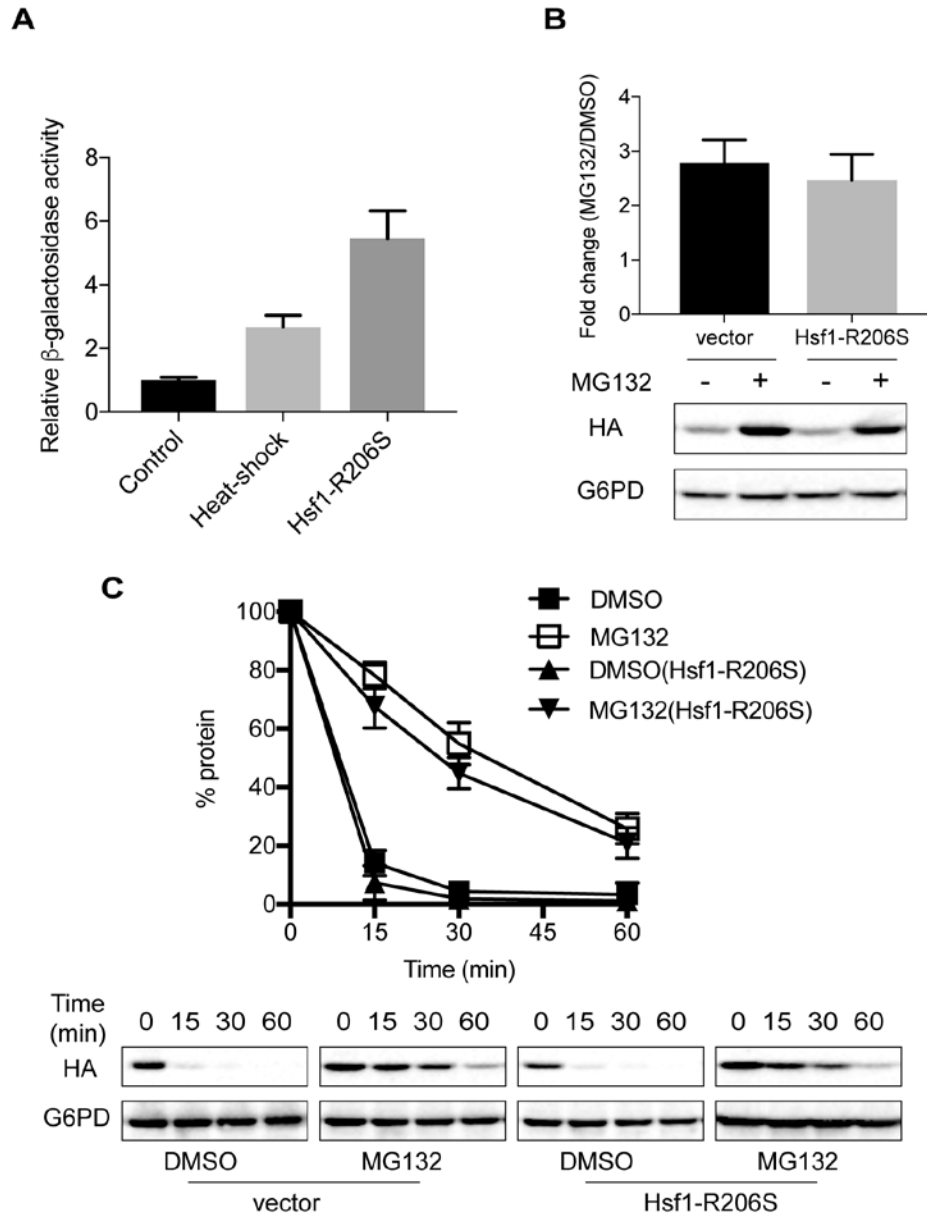 A
Relative β-galactosidase activity
8
6
4
2
0
Control
Heat-shock
Hsf1-R206S
B
Fold change (MG132/DMSO)
4
3
2
1
0
vector Hsf1-R206S
MG132 - + - +
HA
G6PD
C
% protein
100
80
60
40
20
0
0 15 30 45 60
Time (min)
DMSO
MG132
DMSO(Hsf1-R206S)
MG132(Hsf1-R206S)
Time
(min) 0 15 30 60 0 15 30 60 0 15 30 60 0 15 30 60
HA
G6PD
DMSO MG132 DMSO MG132
vector Hsf1-R206S